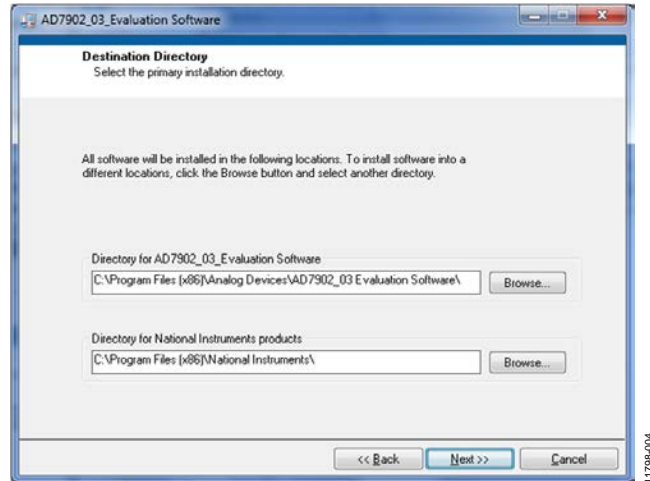 AD7902_03_Evaluation Software
Destination Directory
Select the primary installation directory.
All software will be installed in the following locations. To install software into a
different locations, click the Browse button and select another directory.
Directory for AD7902_03_Evaluation Software
C:\Program Files (x86)\Analog Devices\AD7902_03 Evaluation Software\
Browse...
Directory for National Instruments products
C:\Program Files (x86)\National Instruments\
Browse...
<< Back
Next >>
Cancel
11798-004